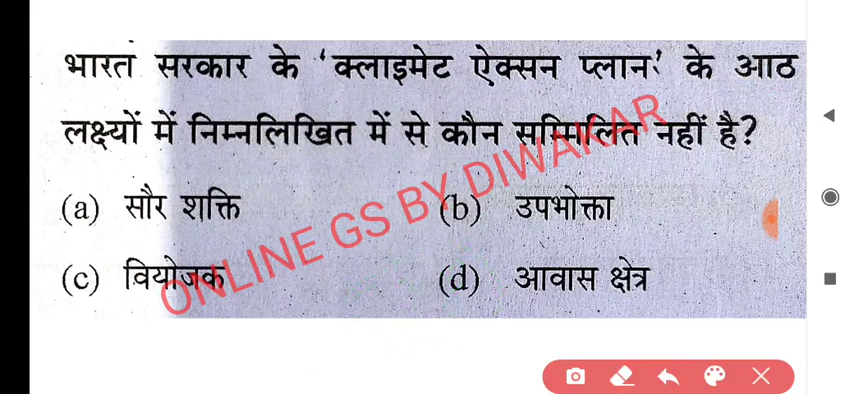 भारत सरकार के 'क्लाइमेट ऐक्सन प्लान' के आठ
लक्ष्यों में निम्नलिखित में से कौन सम्मिलित नहीं है?
(a) सौर शक्ति (b) उपभोक्ता
(c) वियोजक (d) आवास क्षेत्र
ONLINE GS BY DIWAKAR